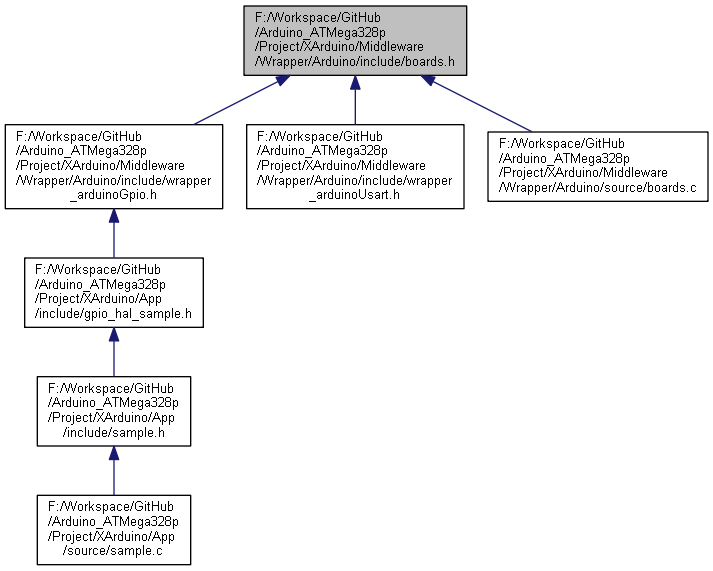 F:/Workspace/GitHub
/Arduino_ATMega328p
/Project/XArduino/Middleware
/Wrapper/Arduino/include/boards.h
F:/Workspace/GitHub
/Arduino_ATMega328p
/Project/XArduino/Middleware
/Wrapper/Arduino/include/wrapper
_arduinoGpio.h
F:/Workspace/GitHub
/Arduino_ATMega328p
/Project/XArduino/Middleware
/Wrapper/Arduino/include/wrapper
_arduinoUsart.h
F:/Workspace/GitHub
/Arduino_ATMega328p
/Project/XArduino/Middleware
/Wrapper/Arduino/source/boards.c
F:/Workspace/GitHub
/Arduino_ATMega328p
/Project/XArduino/App
/include/gpio_hal_sample.h
F:/Workspace/GitHub
/Arduino_ATMega328p
/Project/XArduino/App
/include/sample.h
F:/Workspace/GitHub
/Arduino_ATMega328p
/Project/XArduino/App
/source/sample.c